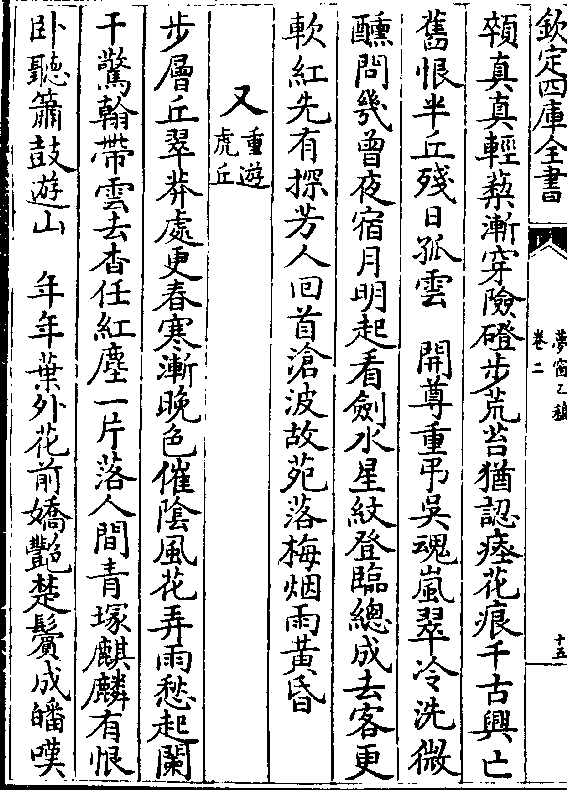 欽定四庫全書
夢窗乙稿
卷二
十五
頛真真輕藜漸穿險磴步荒苔猶認瘞花痕千古興亡
舊恨半丘殘日孤雲　開尊重弔吳魂嵐翠冷洗微
醺問幾曾夜宿月明起看劍水星紋登臨總成去客更
軟紅先有探芳人回首滄波故苑落梅烟雨黃昏
又重遊虎丘
步層丘翠莽處更春寒漸晚色催陰風花弄雨愁起闌
干驚翰帶雲去杳任紅塵一片落人間青塚麒麟有恨
卧聽簫鼓遊山　年年葉外花前嬌艷楚鬢成皤嘆